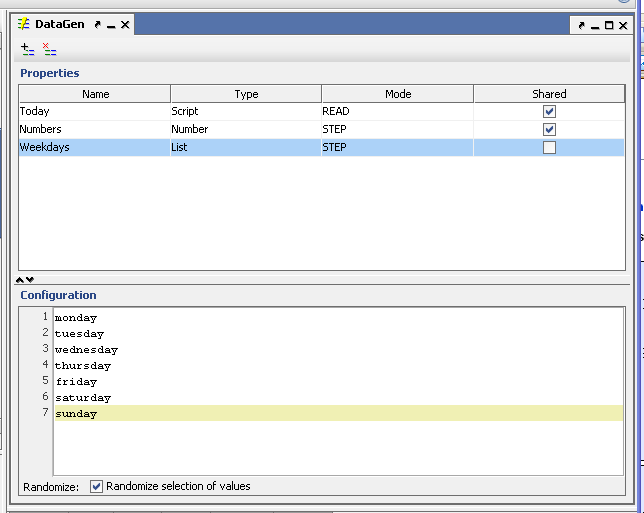 DataGen
Properties
Name Type Mode Shared
Today Script READ
Numbers Number STEP
Weekdays List STEP
Configuration
1 monday
2 tuesday
3 wednesday
4 thursday
5 friday
6 saturday
7 sunday
Randomize: Randomize selection of values